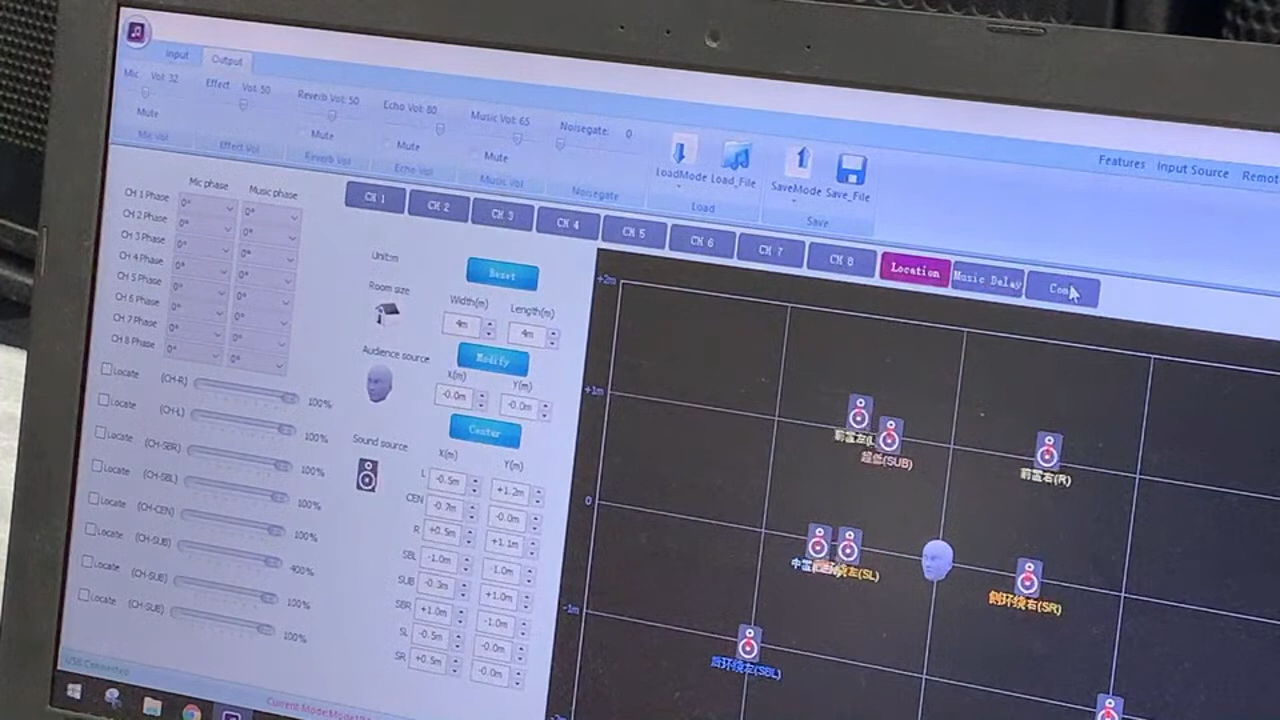 Input Output
Mic Vol: 32
Effect Vol: 50
Reverb Vol: 50
Echo Vol: 80
Music Vol: 65
Noisegate: 0
Mute
Mute
Mute
Mute
Mic Vol
Effect Vol
Reverb Vol
Echo Vol
Music Vol
Noisegate
LoadMode Load_File
Load
SaveMode Save_File
Save
Features Input Source
CH 1
CH 2
CH 3
CH 4
CH 5
CH 6
CH 7
CH 8
Location
Music Delay
Mic phase Music phase
CH 1 Phase 0° 0°
CH 2 Phase 0° 0°
CH 3 Phase 0° 0°
CH 4 Phase 0° 0°
CH 5 Phase 0° 0°
CH 6 Phase 0° 0°
CH 7 Phase 0° 0°
CH 8 Phase 0° 0°
Locate (CH-R) 100%
Locate (CH-L) 100%
Locate (CH-SBR) 100%
Locate (CH-SBL) 100%
Locate (CH-CEN) 100%
Locate (CH-SUB) 400%
Locate (CH-SUB) 100%
Locate (CH-SUB) 100%
Unit:m
Reset
Room size
Width(m) Length(m)
4m 4m
Modify
Audience source
X(m) Y(m)
-0.0m -0.0m
Center
Sound source
X(m) Y(m)
L -0.5m +1.2m
CEN -0.7m -0.0m
R +0.5m +1.1m
SBL -1.0m -1.0m
SUB -0.3m +1.0m
SBR +1.0m -1.0m
SL -0.5m -0.0m
SR +0.5m -0.0m
+2m
+1m
0
-1m
前置左(L
超低(SUB)
前置右(R)
中置
绕左(SL)
侧环绕右(SR)
后环绕左(SBL)
USB Connected